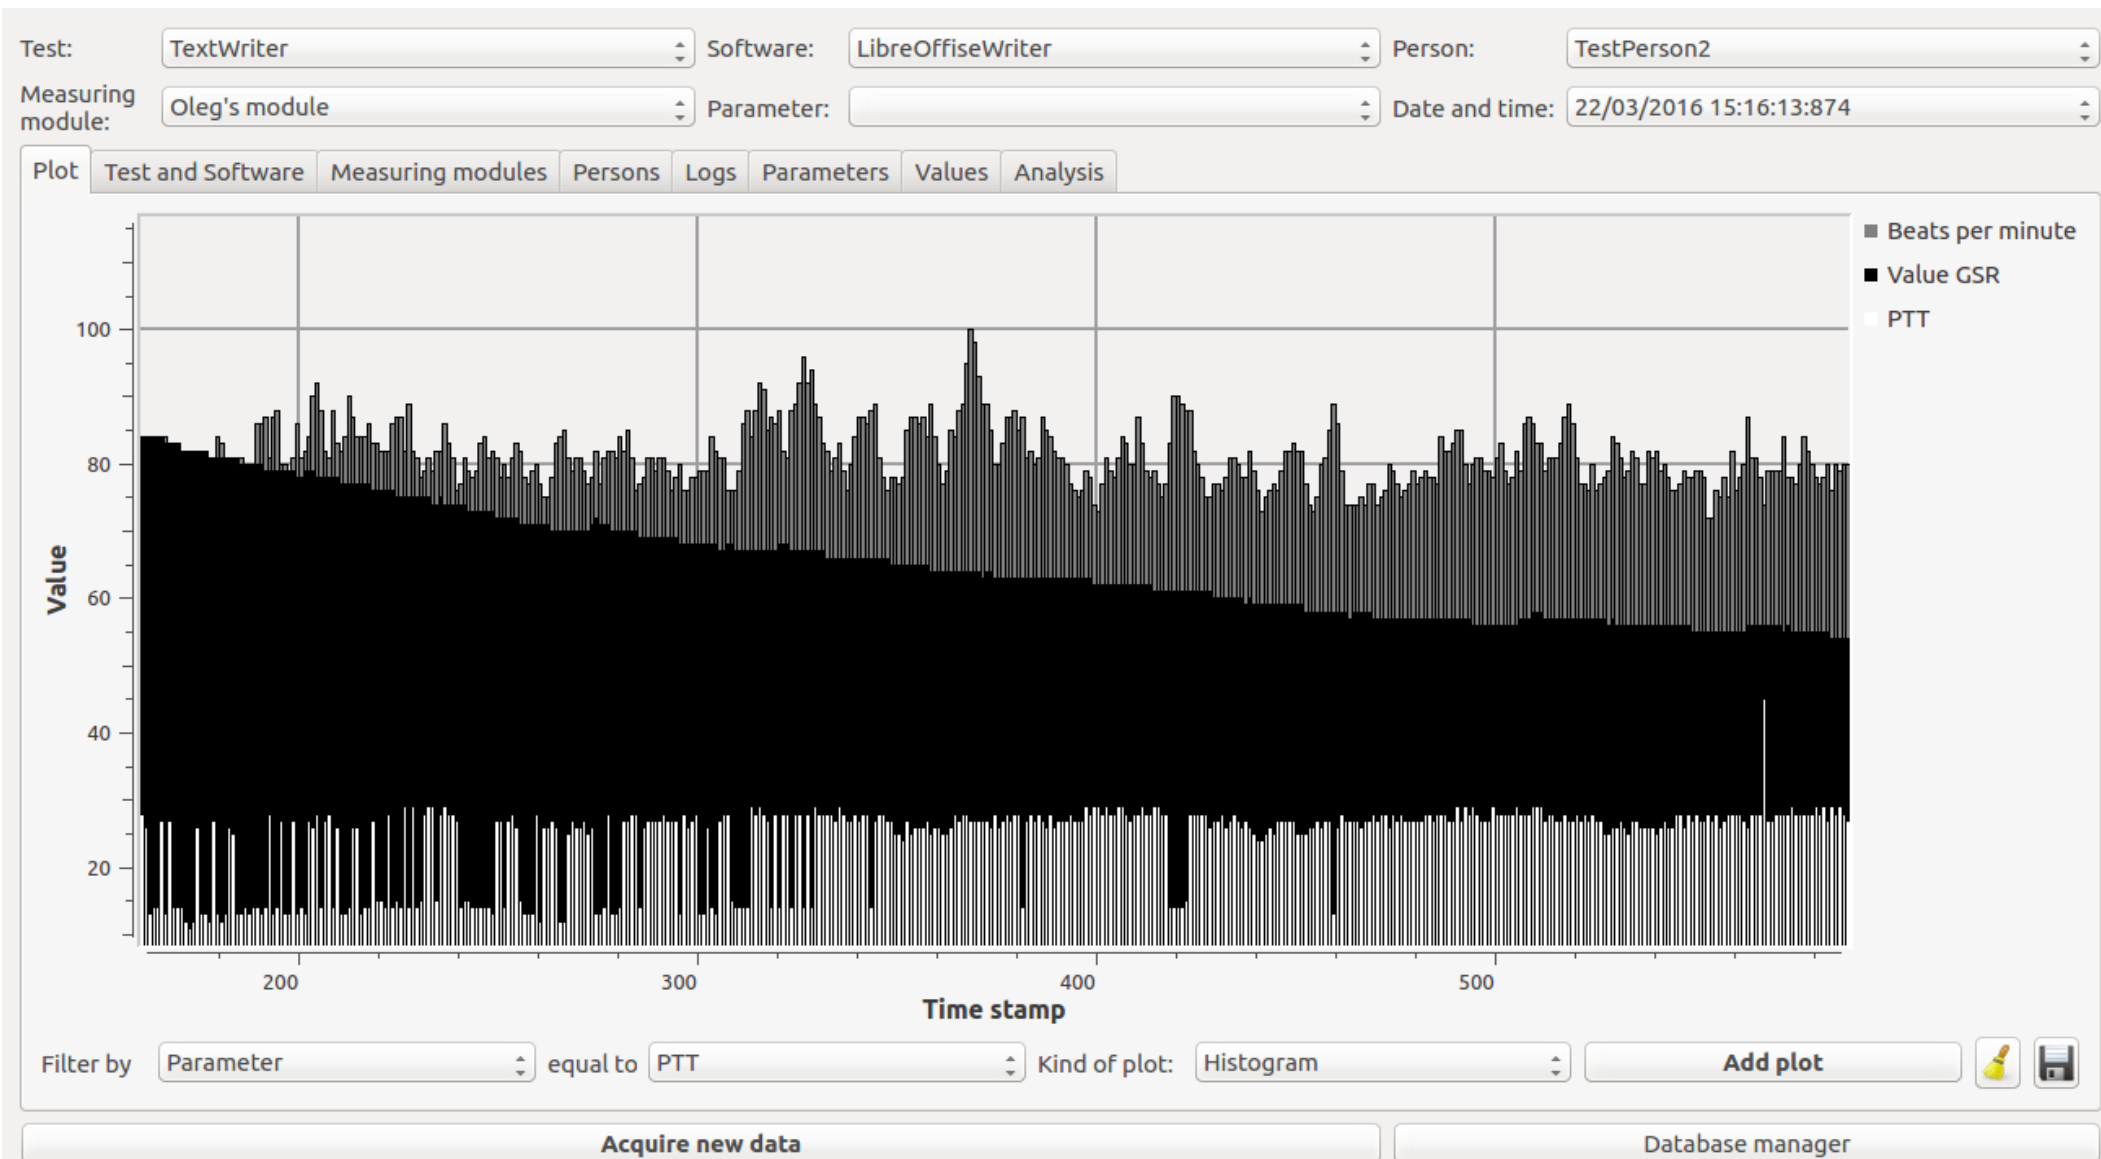 Test: TextWriter Software: LibreOffiseWriter Person: TestPerson2
Measuring module: Oleg's module Parameter: Date and time: 22/03/2016 15:16:13:874
Plot Test and Software Measuring modules Persons Logs Parameters Values Analysis
Beats per minute
Value GSR
PTT
100
80
60
40
20
Value
200 300 400 500
Time stamp
Filter by Parameter equal to PTT Kind of plot: Histogram Add plot
Acquire new data Database manager